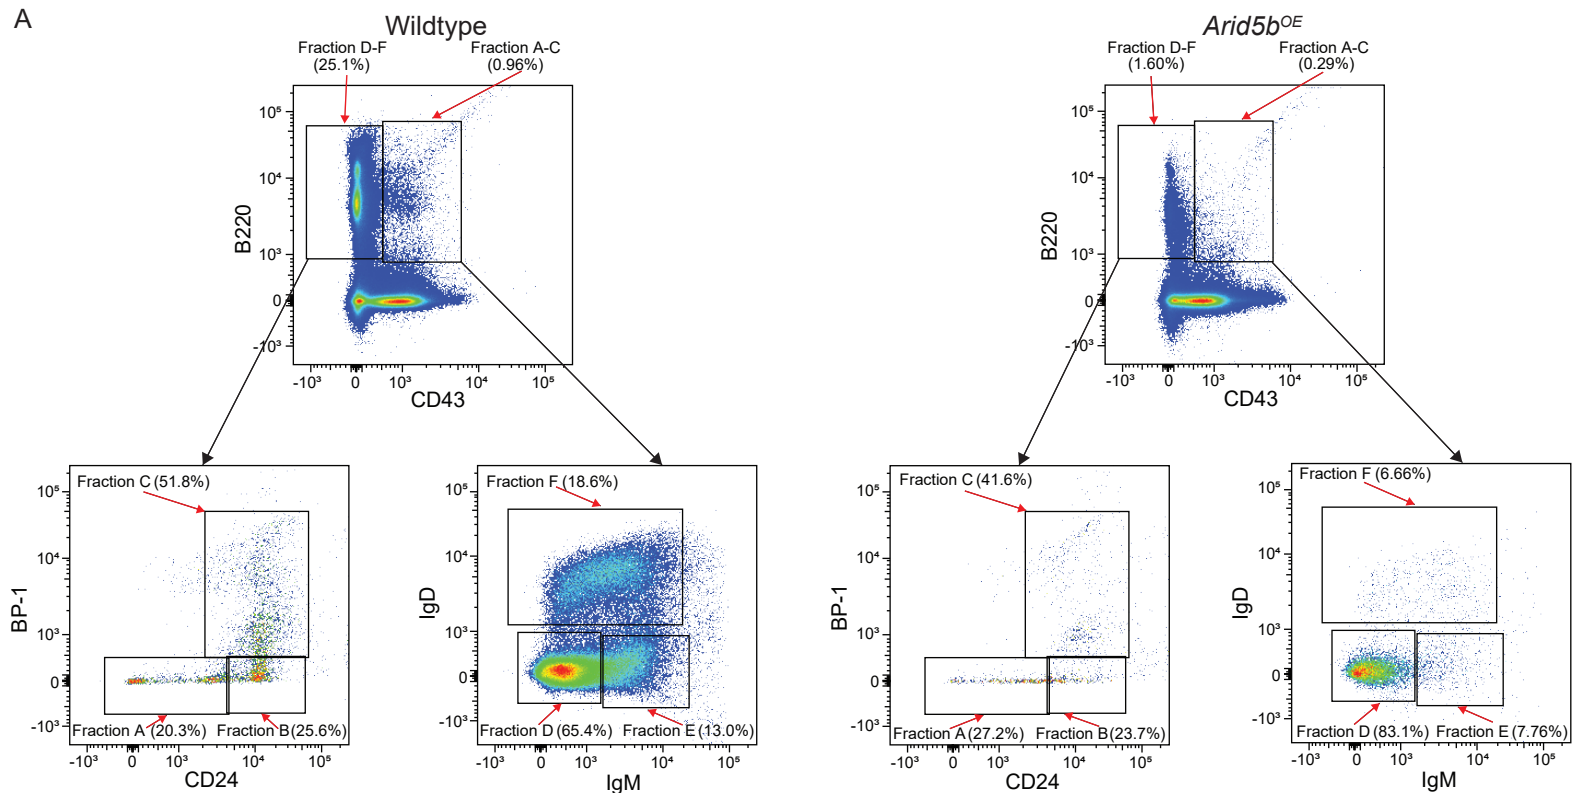 A
Wildtype
Fraction D-F
(25.1%)
Fraction A-C
(0.96%)
10⁵
10⁴
10³
0
-10³
B220
-10³
0
10³
10⁴
10⁵
CD43
Arid5bᴼᴱ
Fraction D-F
(1.60%)
Fraction A-C
(0.29%)
10⁵
10⁴
10³
0
-10³
B220
-10³
0
10³
10⁴
10⁵
CD43
Fraction C (51.8%)
10⁵
10⁴
10³
0
-10³
BP-1
Fraction A (20.3%)
Fraction B (25.6%)
-10³
0
10³
10⁴
10⁵
CD24
Fraction F (18.6%)
10⁵
10⁴
10³
0
-10³
IgD
Fraction D (65.4%)
Fraction E (13.0%)
-10³
0
10³
10⁴
10⁵
IgM
Fraction C (41.6%)
10⁵
10⁴
10³
0
-10³
BP-1
Fraction A (27.2%)
Fraction B (23.7%)
-10³
0
10³
10⁴
10⁵
CD24
Fraction F (6.66%)
10⁵
10⁴
10³
0
-10³
IgD
Fraction D (83.1%)
Fraction E (7.76%)
-10³
0
10³
10⁴
10⁵
IgM